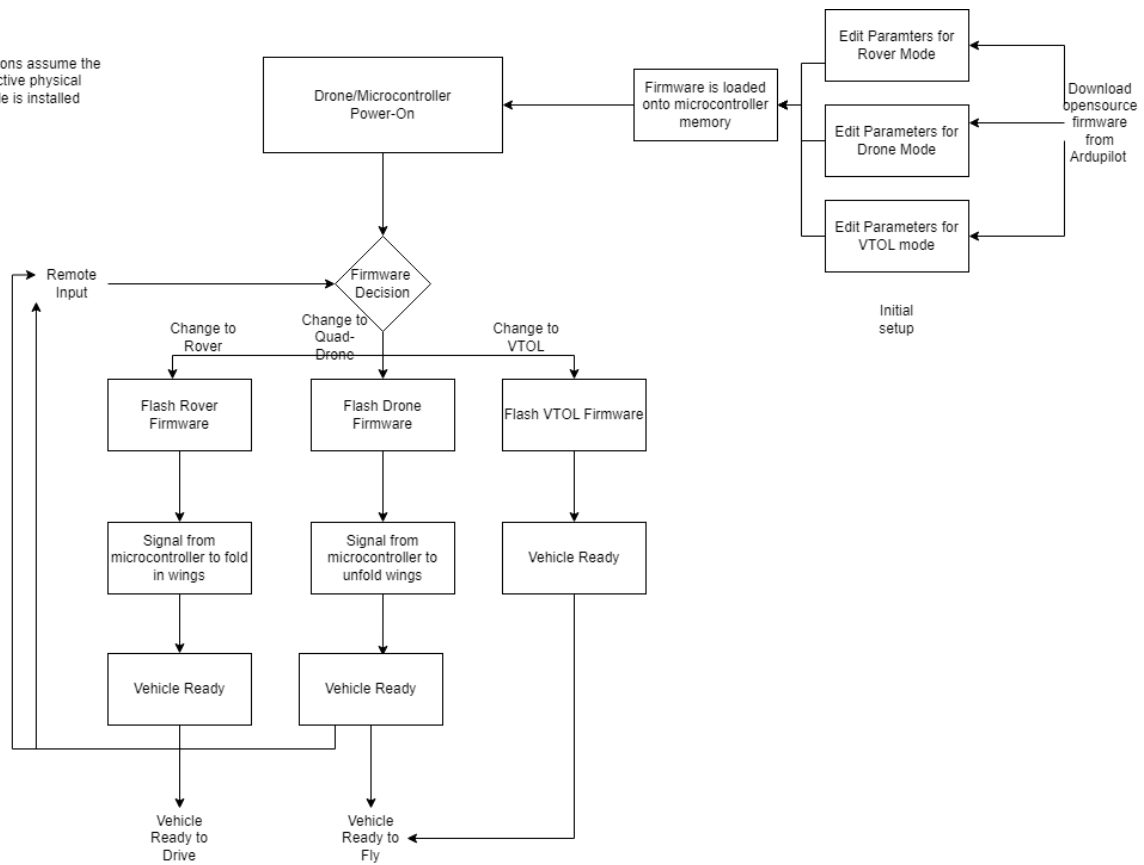 ons assume the
ctive physical
le is installed
Drone/Microcontroller
Power-On
Firmware is loaded
onto microcontroller
memory
Edit Paramters for
Rover Mode
Edit Parameters for
Drone Mode
Edit Parameters for
VTOL mode
Download
opensource
firmware
from
Ardupilot
Initial
setup
Remote
Input
Firmware
Decision
Change to
Rover
Change to
Quad-
Drone
Change to
VTOL
Flash Rover
Firmware
Flash Drone
Firmware
Flash VTOL Firmware
Signal from
microcontroller to fold
in wings
Signal from
microcontroller to
unfold wings
Vehicle Ready
Vehicle Ready
Vehicle Ready
Vehicle
Ready to
Drive
Vehicle
Ready to
Fly